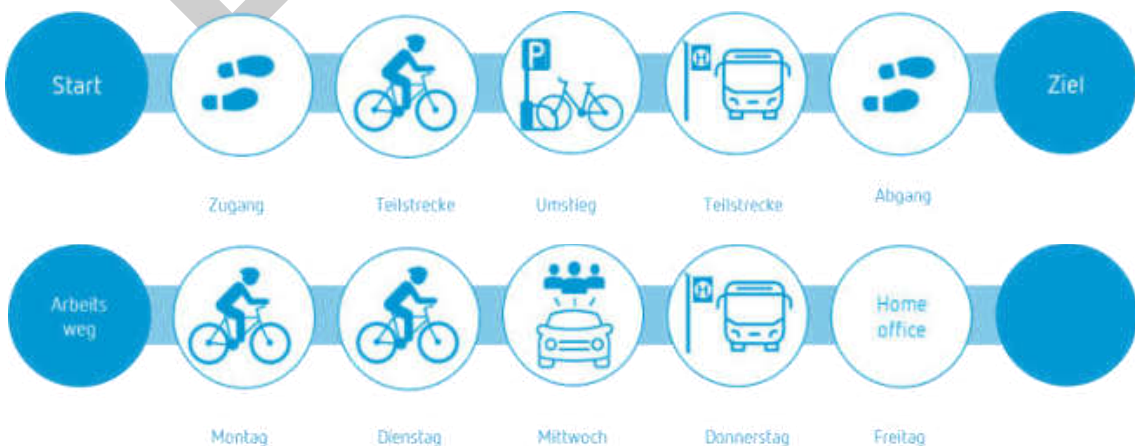 Start
P
H
Ziel
Zugang
Teilstrecke
Umstieg
Teilstrecke
Abgang
Arbeits
weg
H
Home
office
Montag
Dienstag
Mittwoch
Donnerstag
Freitag